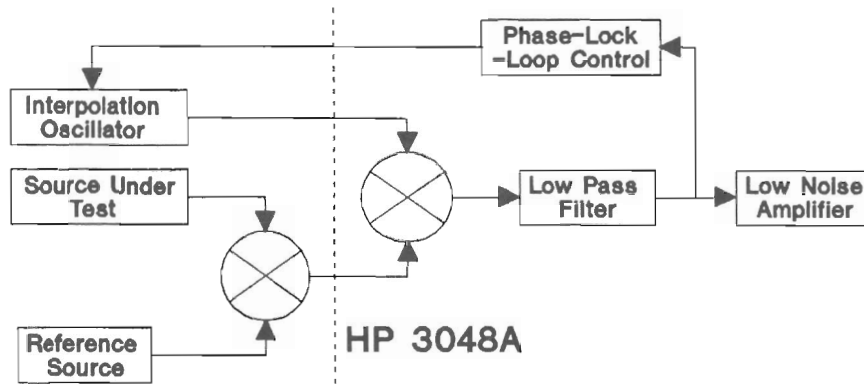 Phase-Lock
-Loop Control
Interpolation
Oscillator
Source Under
Test
Low Pass
Filter
Low Noise
Amplifier
Reference
Source
HP 3048A